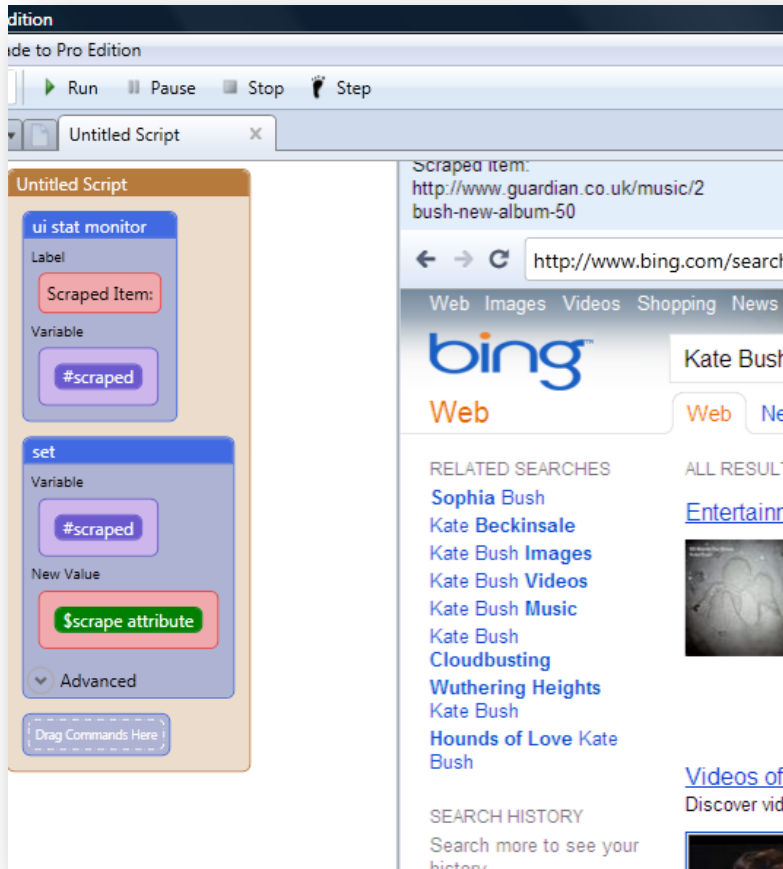 dition
de to Pro Edition
Run Pause Stop Step
Untitled Script
Untitled Script
ui stat monitor
Label
Scraped Item:
Variable
#scraped
set
Variable
#scraped
New Value
$scrape attribute
Advanced
Drag Commands Here
Scraped Item:
http://www.guardian.co.uk/music/2
bush-new-album-50
http://www.bing.com/search
Web Images Videos Shopping News
bing™
Kate Bush
Web
Web Ne
RELATED SEARCHES
Sophia Bush
Kate Beckinsale
Kate Bush Images
Kate Bush Videos
Kate Bush Music
Kate Bush
Cloudbusting
Wuthering Heights
Kate Bush
Hounds of Love Kate
Bush
SEARCH HISTORY
Search more to see your
history
ALL RESULT
Entertainm
Videos of
Discover vid